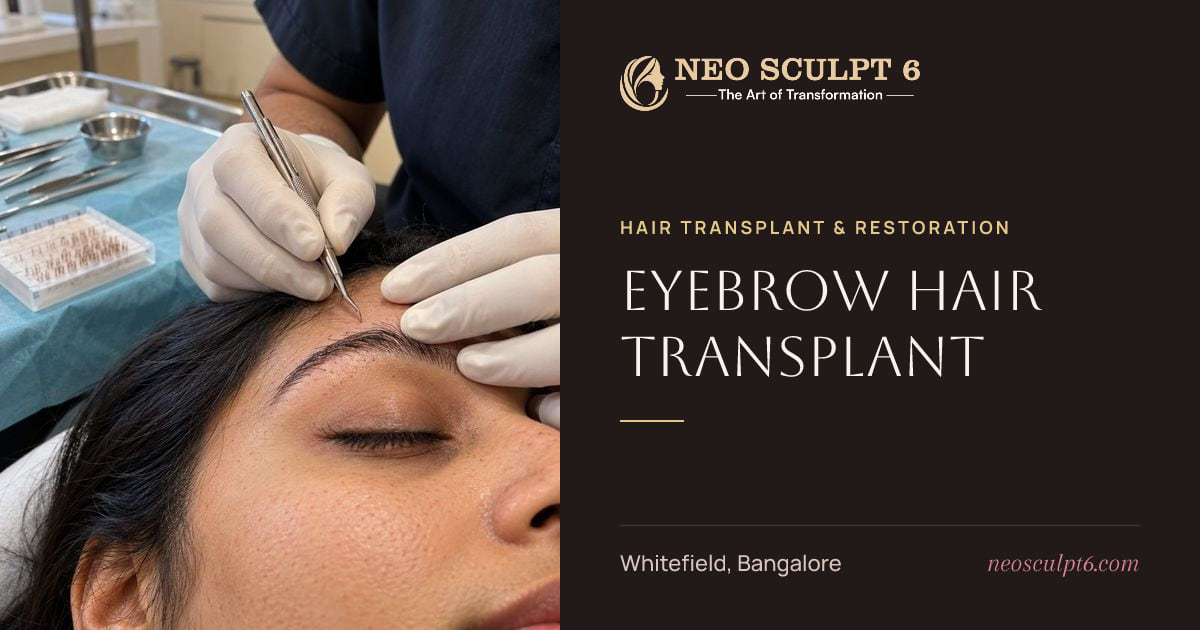 NEO SCULPT 6
The Art of Transformation
HAIR TRANSPLANT & RESTORATION
EYEBROW HAIR
TRANSPLANT
Whitefield, Bangalore
neosculpt6.com